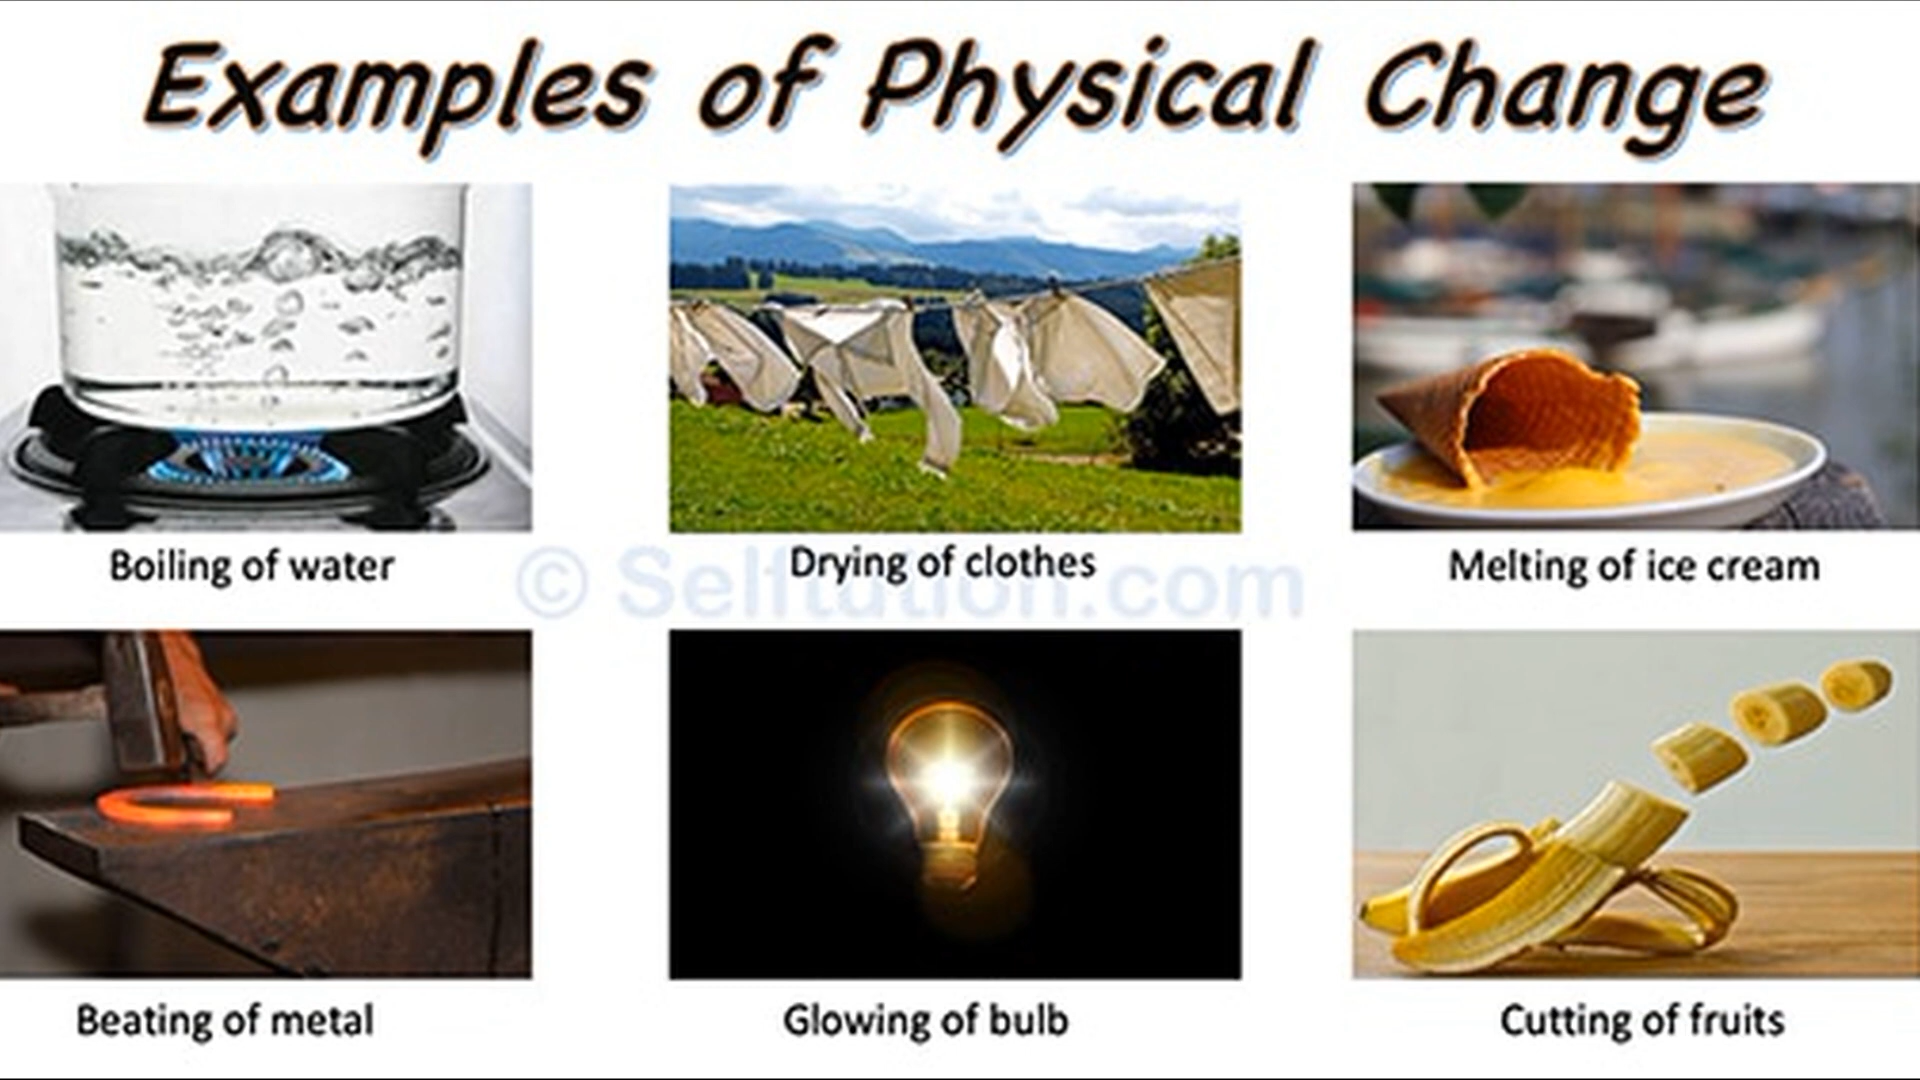 Examples of Physical Change
Boiling of water
Drying of clothes
Melting of ice cream
© Selftution.com
Beating of metal
Glowing of bulb
Cutting of fruits